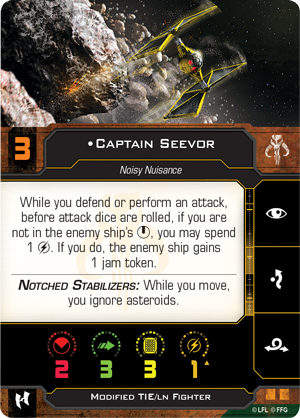 •Captain Seevor
3
Noisy Nuisance
While you defend or perform an attack,
before attack dice are rolled, if you are
not in the enemy ship's , you may spend
1 . If you do, the enemy ship gains
1 jam token.
Notched Stabilizers: While you move,
you ignore asteroids.
2 3 3 1
Modified TIE/ln Fighter
©LFL ©FFG